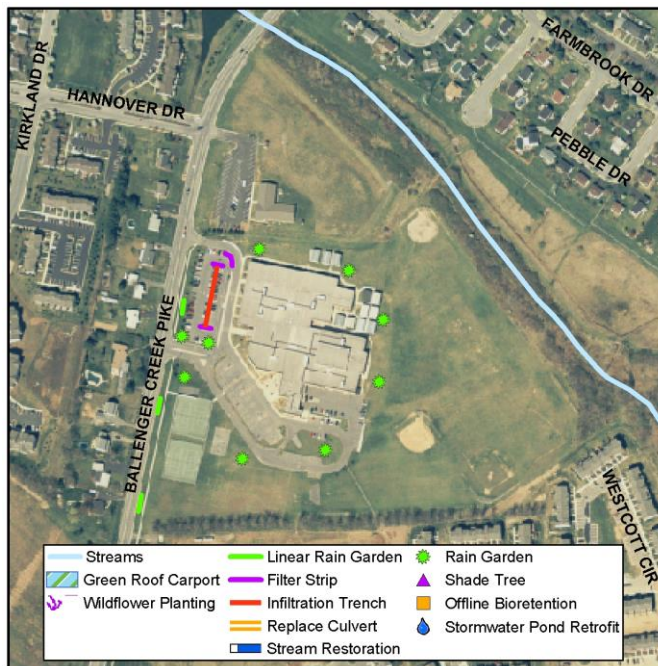 FARMBROOK DR
KIRKLAND DR
HANNOVER DR
PEBBLE DR
BALLENGER CREEK PIKE
WESTCOTT CIR
Streams
Linear Rain Garden
Rain Garden
Green Roof Carport
Filter Strip
Shade Tree
Wildflower Planting
Infiltration Trench
Offline Bioretention
Replace Culvert
Stormwater Pond Retrofit
Stream Restoration